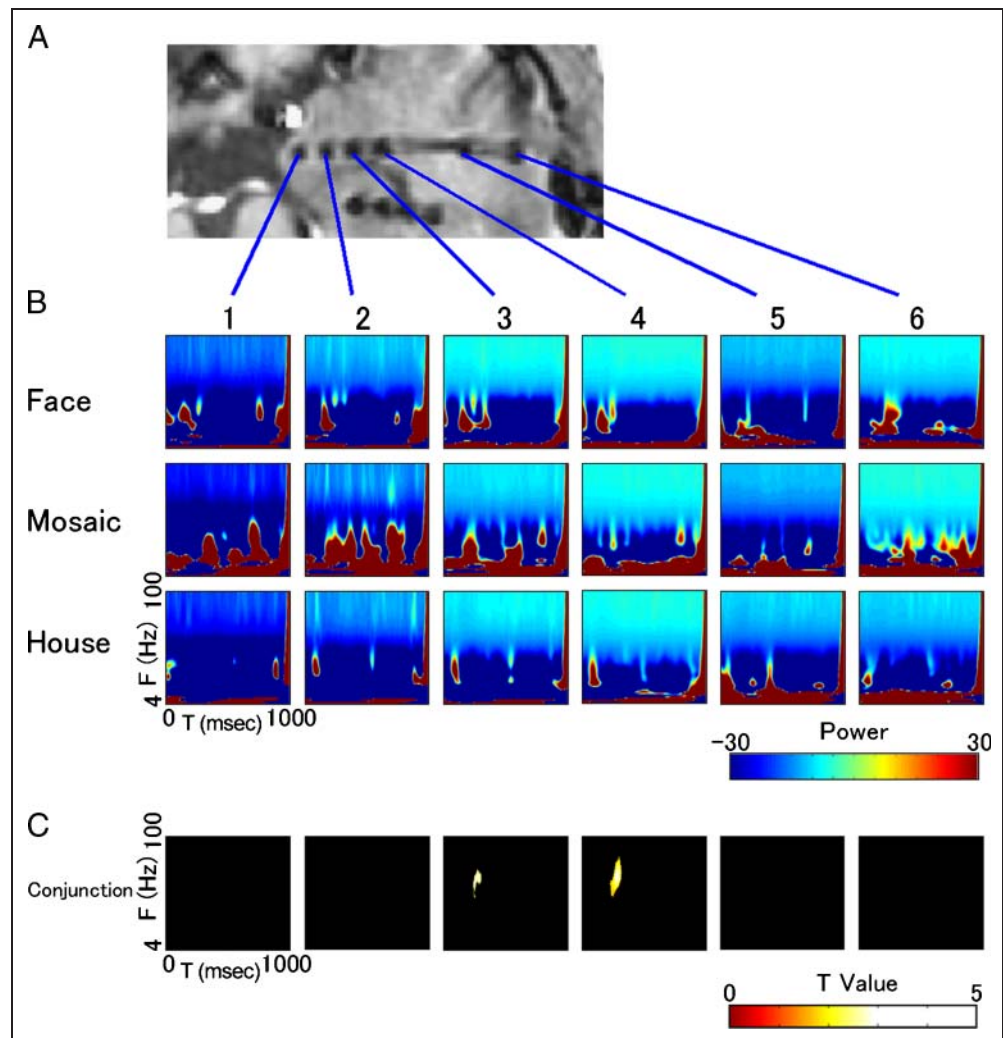 A
B
1 2 3 4 5 6
Face
Mosaic
House
4 F (Hz) 100
0 T (msec) 1000
Power
-30 30
C
Conjunction
4 F (Hz) 100
0 T (msec) 1000
T Value
0 5